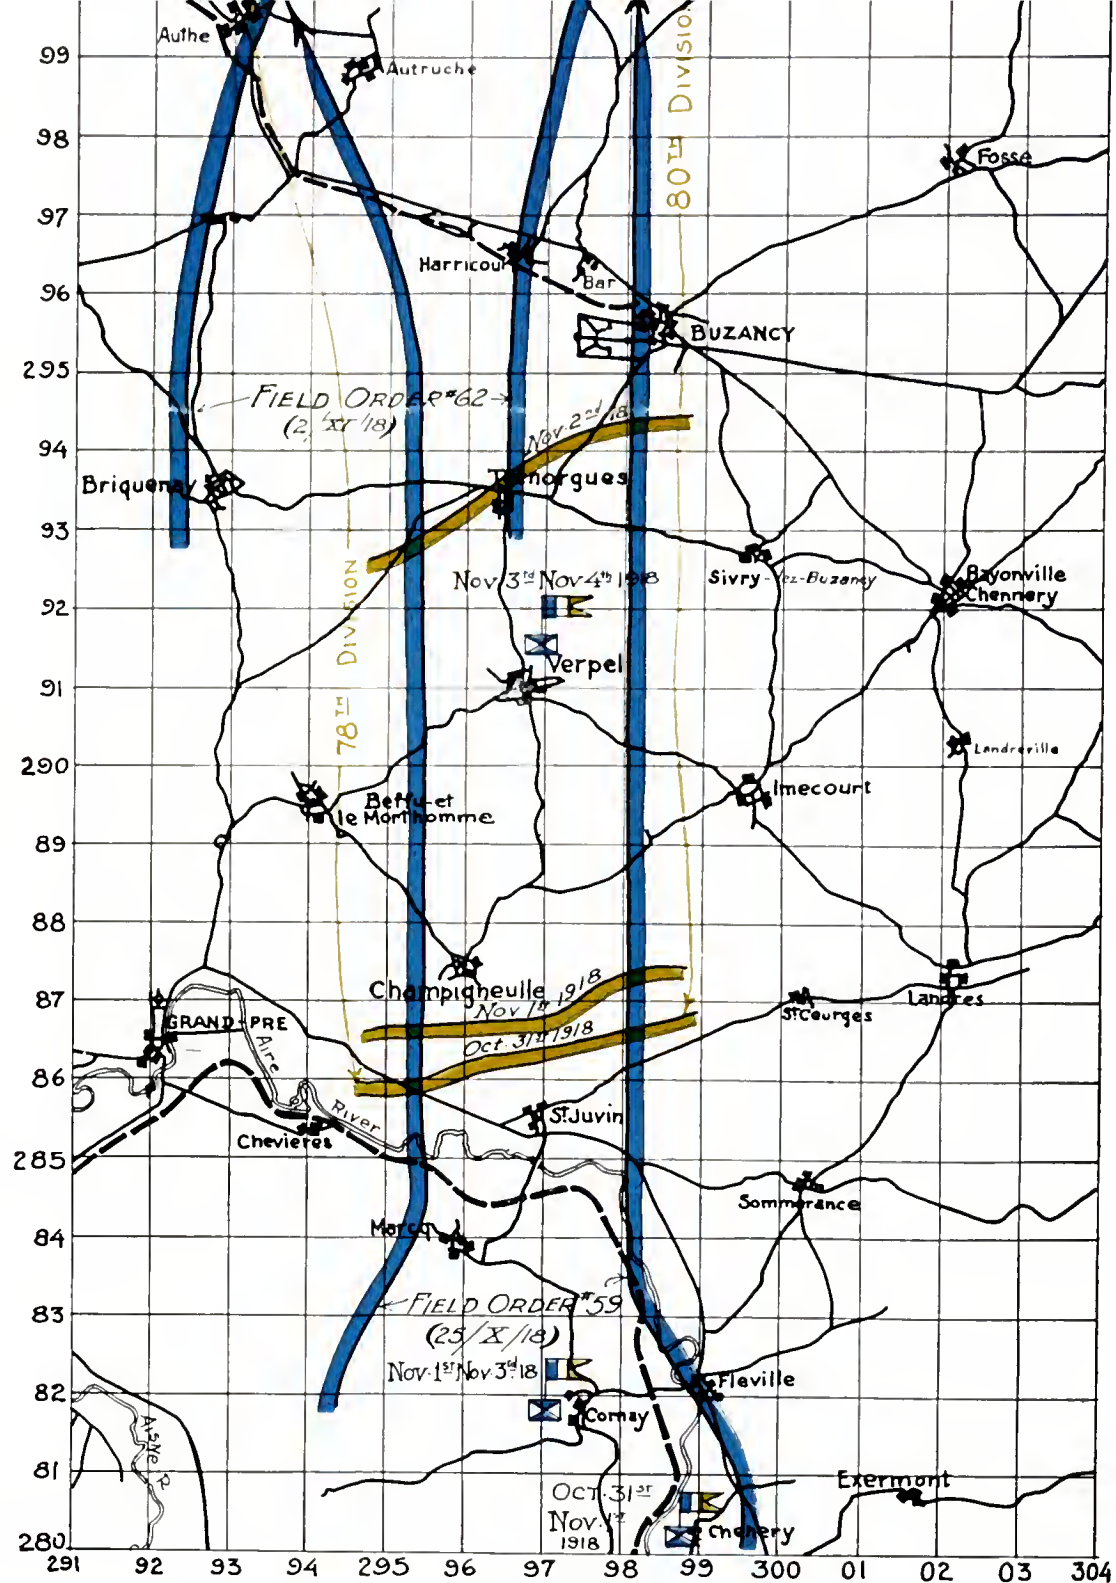 99
Authe
Autruche
80TH DIVISION
98
Fosse
97
Harricourt
Bar
96
BUZANCY
295
FIELD ORDER #62
(2/XI/18)
Nov. 2nd 18
94
Briquenay
Thenorgues
93
Sivry-lez-Buzancy
Bayonville
Chennery
Nov. 3rd Nov 4th 1918
92
78TH DIVISION
Verpel
91
Landreville
290
Imecourt
Beffu-et
le Morthomme
89
88
Champigneulle
Nov 1st 1918
87
St Georges
Landres
GRAND-PRE
Oct. 31st 1918
Aire
River
86
St Juvin
Chevieres
285
Sommerance
84
Marcq
FIELD ORDER #59
(25/X/18)
83
Nov. 1st Nov. 3rd 18
82
Fleville
Cornay
Aisne R.
81
Exermont
OCT. 31st
Nov. 1st
1918
Chehery
280
291 92 93 94 295 96 97 98 99 300 01 02 03 304